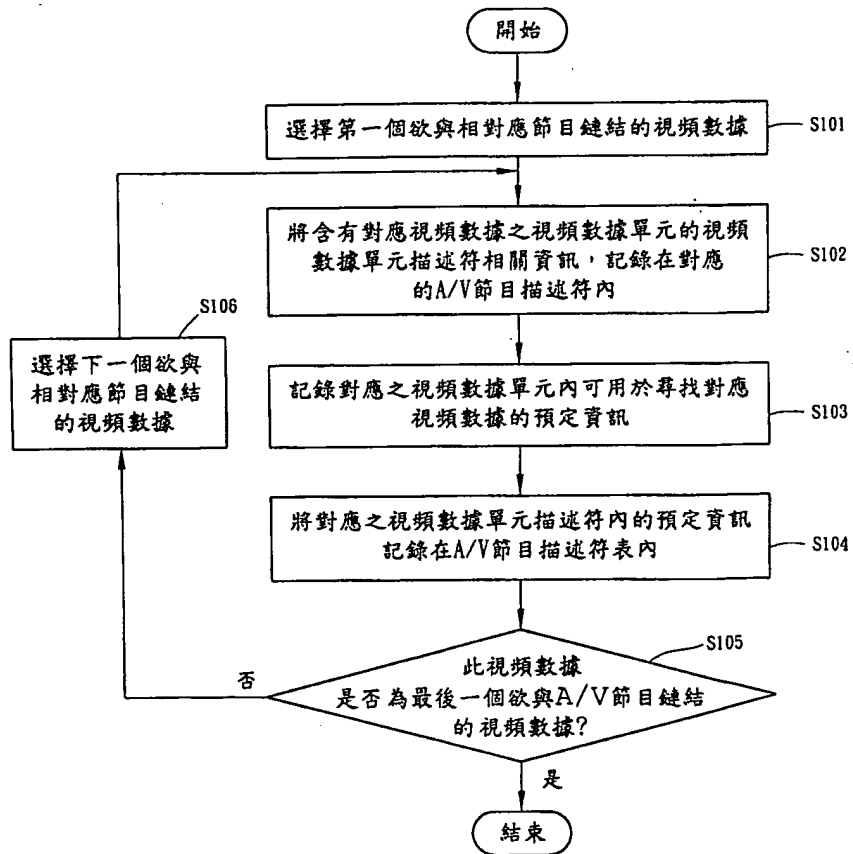 開始
選擇第一個欲與相對應節目鏈結的視頻數據
S101
將含有對應視頻數據之視頻數據單元的視頻
數據單元描述符相關資訊，記錄在對應
的A/V節目描述符內
S102
S106
選擇下一個欲與
相對應節目鏈結
的視頻數據
記錄對應之視頻數據單元內可用於尋找對應
視頻數據的預定資訊
S103
將對應之視頻數據單元描述符內的預定資訊
記錄在A/V節目描述符表內
S104
S105
此視頻數據
是否為最後一個欲與A/V節目鏈結
的視頻數據?
否
是
結束